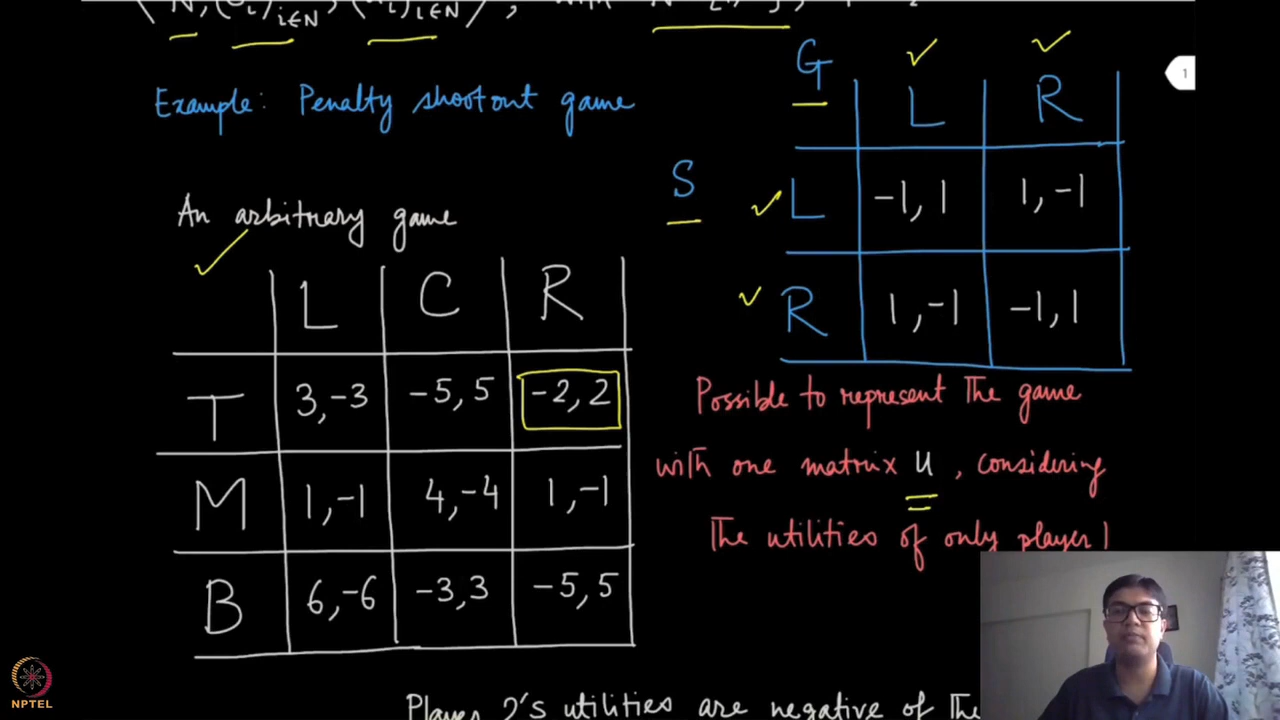 Example: Penalty shootout game
G
L R
S
L -1, 1 1, -1
R 1, -1 -1, 1
An arbitrary game
L C R
T 3, -3 -5, 5 -2, 2
M 1, -1 4, -4 1, -1
B 6, -6 -3, 3 -5, 5
Possible to represent the game
with one matrix u, considering
the utilities of only player 1
Player 2's utilities are negative of the
1
NPTEL